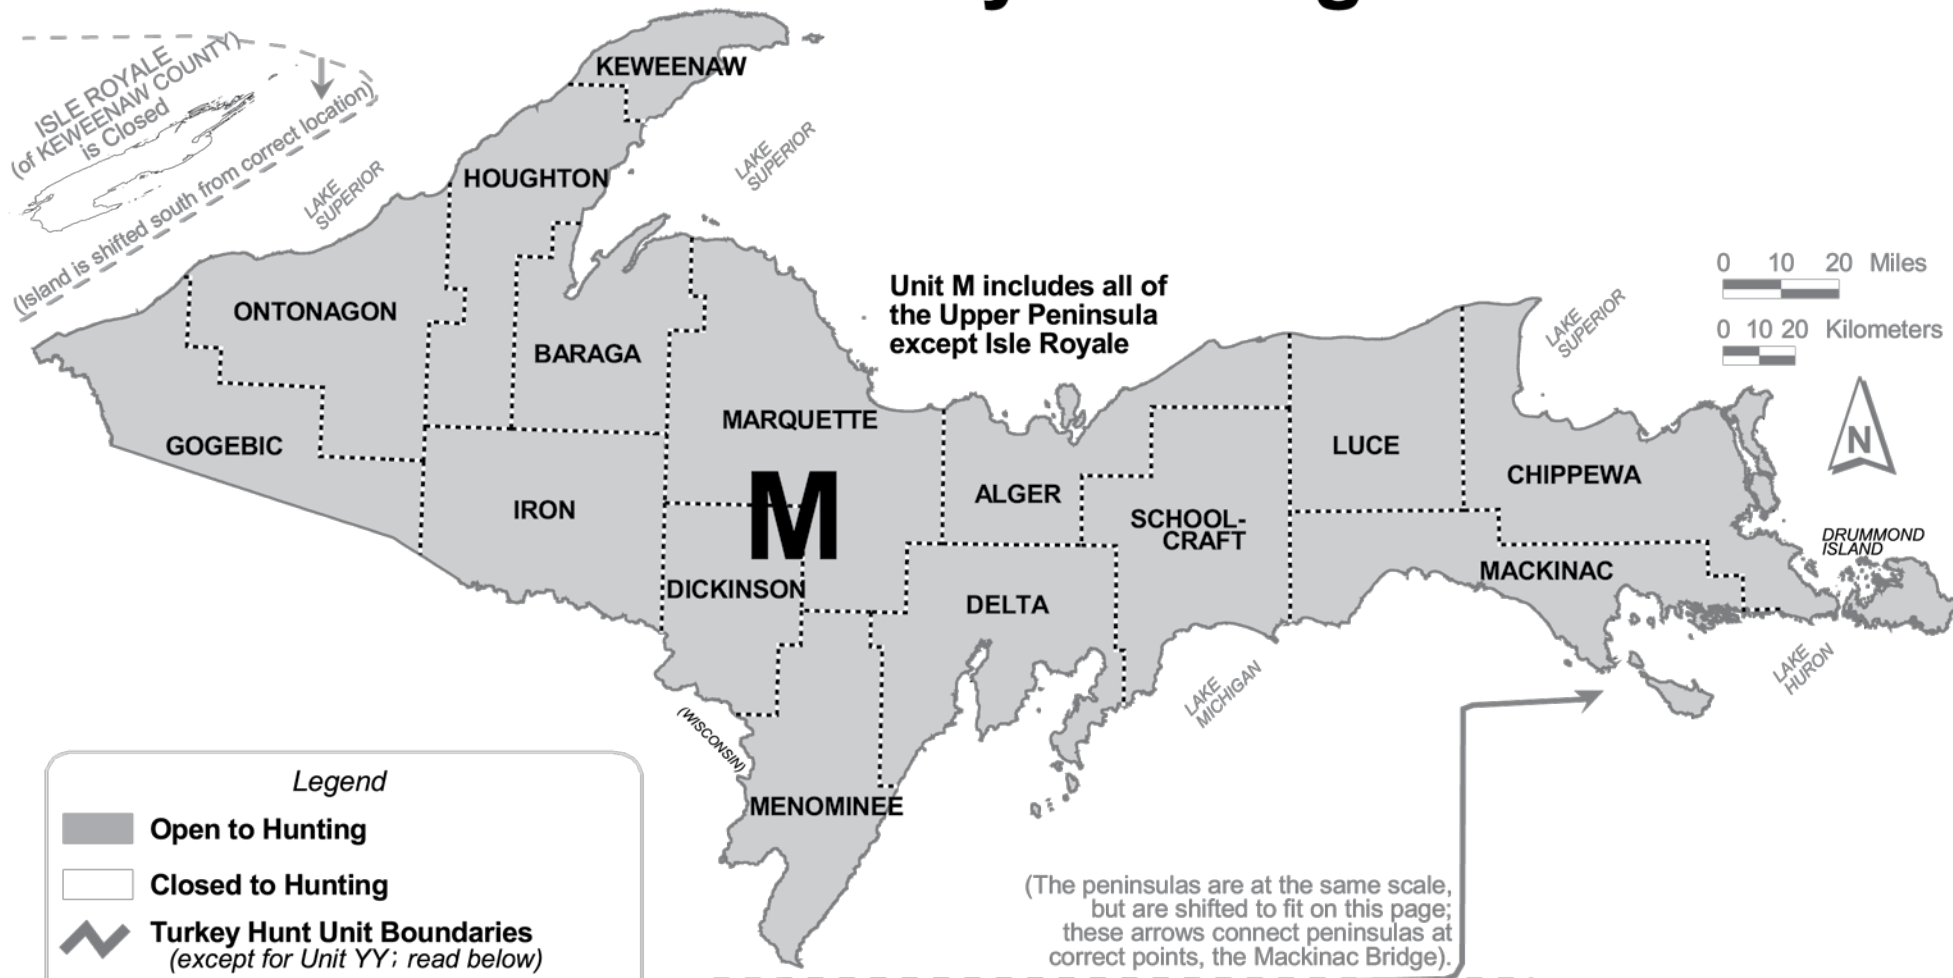 KEWEENAW
ISLE ROYALE
(of KEWEENAW COUNTY)
is Closed
(Island is shifted south from correct location)
LAKE
SUPERIOR
LAKE
SUPERIOR
HOUGHTON
ONTONAGON
BARAGA
GOGEBIC
IRON
MARQUETTE
M
DICKINSON
MENOMINEE
DELTA
ALGER
SCHOOL-
CRAFT
LUCE
CHIPPEWA
MACKINAC
Unit M includes all of
the Upper Peninsula
except Isle Royale
0 10 20 Miles
0 10 20 Kilometers
LAKE
SUPERIOR
N
DRUMMOND
ISLAND
LAKE
HURON
LAKE
MICHIGAN
(WISCONSIN)
Legend
Open to Hunting
Closed to Hunting
Turkey Hunt Unit Boundaries
(except for Unit YY; read below)
(The peninsulas are at the same scale,
but are shifted to fit on this page;
these arrows connect peninsulas at
correct points, the Mackinac Bridge).